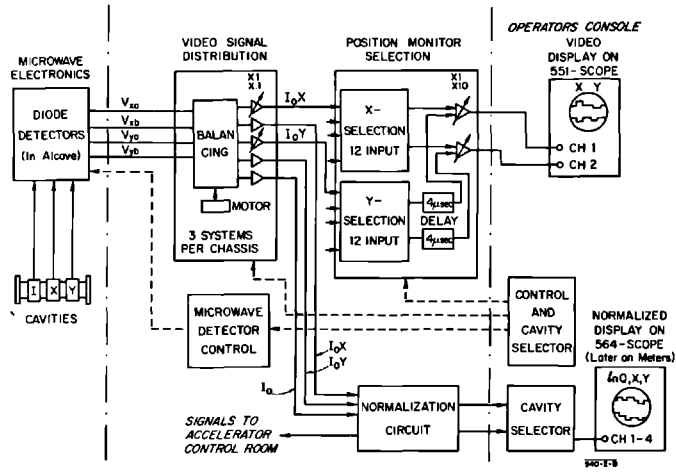 OPERATORS CONSOLE
VIDEO
DISPLAY ON
551-SCOPE
X Y
CH 1
CH 2
MICROWAVE
ELECTRONICS
DIODE
DETECTORS
(In Alcove)
I X Y
CAVITIES
Vxa
Vxb
Vya
Vyb
VIDEO SIGNAL
DISTRIBUTION
X1
X.1
BALAN
CING
MOTOR
3 SYSTEMS
PER CHASSIS
I₀X
I₀Y
POSITION MONITOR
SELECTION
X1
X10
X-
SELECTION
12 INPUT
Y-
SELECTION
12 INPUT
4μsec
DELAY
4μsec
MICROWAVE
DETECTOR
CONTROL
CONTROL
AND
CAVITY
SELECTOR
NORMALIZED
DISPLAY ON
564-SCOPE
(Later on Meters)
lnQ,X,Y
CH 1-4
I₀X
I₀Y
I₀
NORMALIZATION
CIRCUIT
CAVITY
SELECTOR
SIGNALS TO
ACCELERATOR
CONTROL ROOM